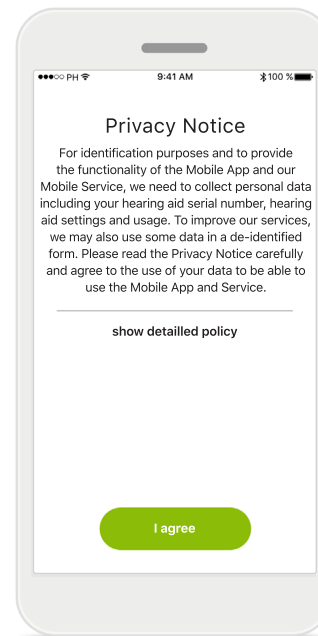 ●●●○○ PH 9:41 AM 100 %
Privacy Notice
For identification purposes and to provide
the functionality of the Mobile App and our
Mobile Service, we need to collect personal data
including your hearing aid serial number, hearing
aid settings and usage. To improve our services,
we may also use some data in a de-identified
form. Please read the Privacy Notice carefully
and agree to the use of your data to be able to
use the Mobile App and Service.
show detailled policy
I agree